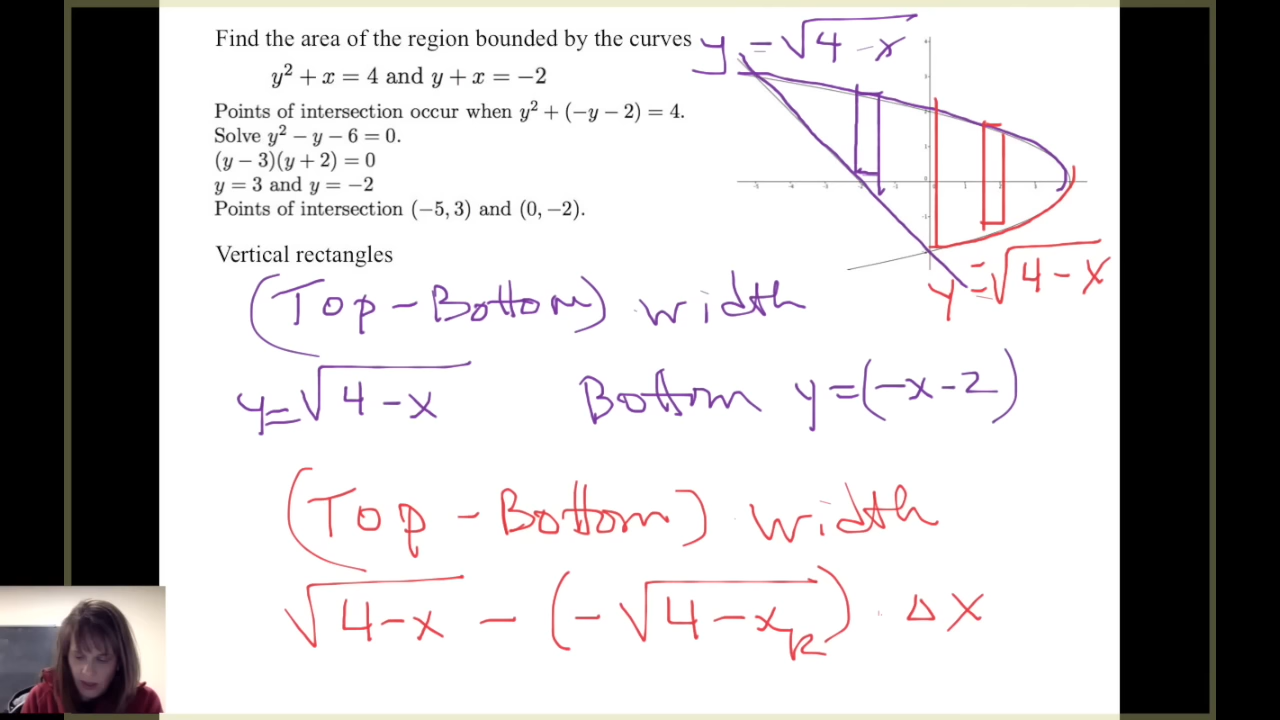 Find the area of the region bounded by the curves
y² + x = 4 and y + x = −2
Points of intersection occur when y² + (−y − 2) = 4.
Solve y² − y − 6 = 0.
(y − 3)(y + 2) = 0
y = 3 and y = −2
Points of intersection (−5, 3) and (0, −2).
y = √(4 − x)
y = √(4 − x)
Vertical rectangles
(Top − Bottom) width
y = √(4 − x) Bottom y = (−x − 2)
(Top − Bottom) width
√(4 − x) − (−√(4 − xₖ)) · Δx